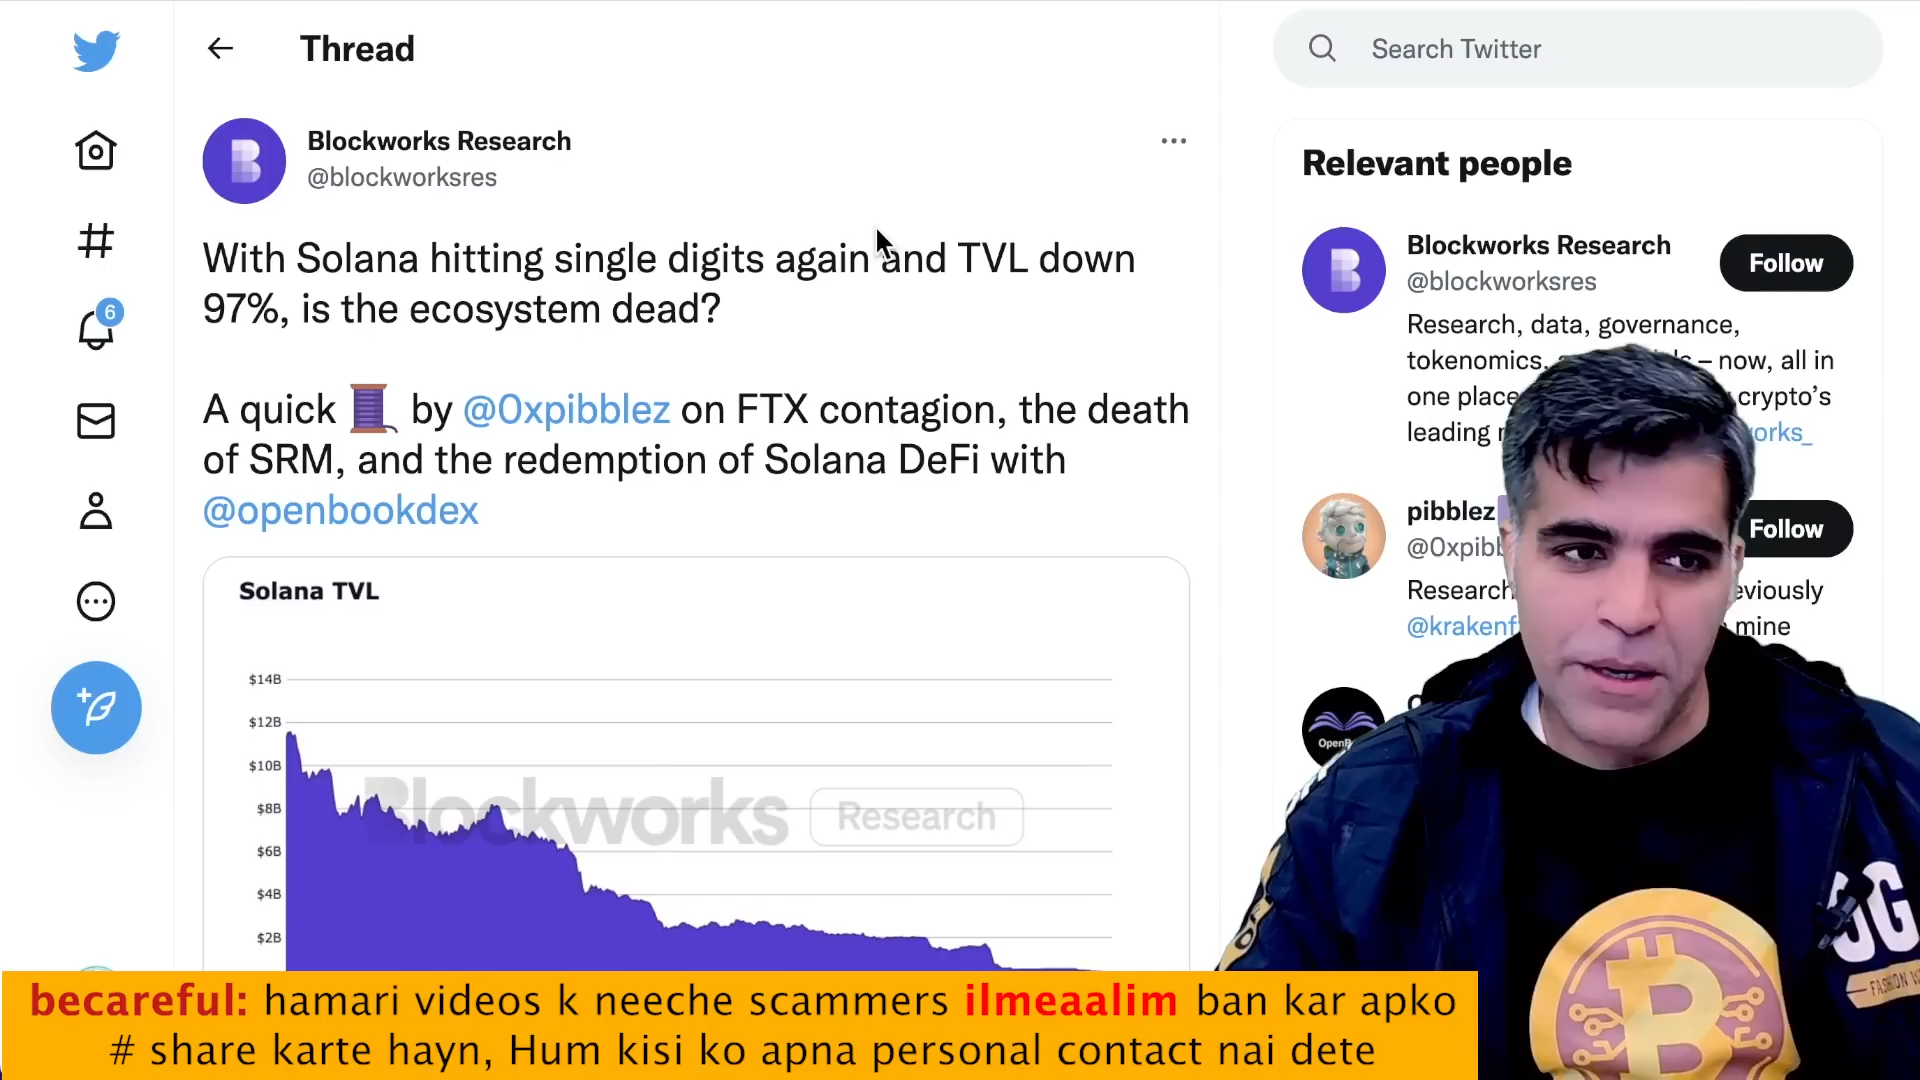 Thread
Search Twitter
Blockworks Research
@blockworksres
With Solana hitting single digits again and TVL down
97%, is the ecosystem dead?
A quick 🧵 by @0xpibblez on FTX contagion, the death
of SRM, and the redemption of Solana DeFi with
@openbookdex
Solana TVL
$14B
$12B
$10B
$8B
$6B
$4B
$2B
Blockworks Research
6
Relevant people
Blockworks Research
Follow
@blockworksres
Research, data, governance,
tokenomics, – now, all in
one place crypto’s
leading
pibblez
Follow
@0xpibb
Research
@krakenf mine
OpenB
OG
FASHION
becareful: hamari videos k neeche scammers ilmeaalim ban kar apko
# share karte hayn, Hum kisi ko apna personal contact nai dete